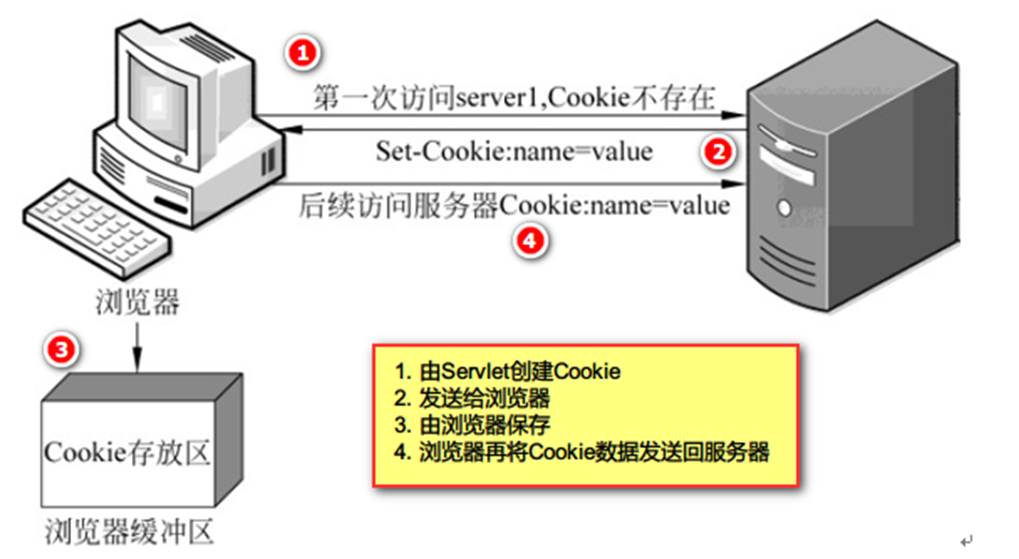 1
第一次访问server1,Cookie不存在
Set-Cookie:name=value
2
后续访问服务器Cookie:name=value
4
浏览器
3
Cookie存放区
浏览器缓冲区
1. 由Servlet创建Cookie
2. 发送给浏览器
3. 由浏览器保存
4. 浏览器再将Cookie数据发送回服务器